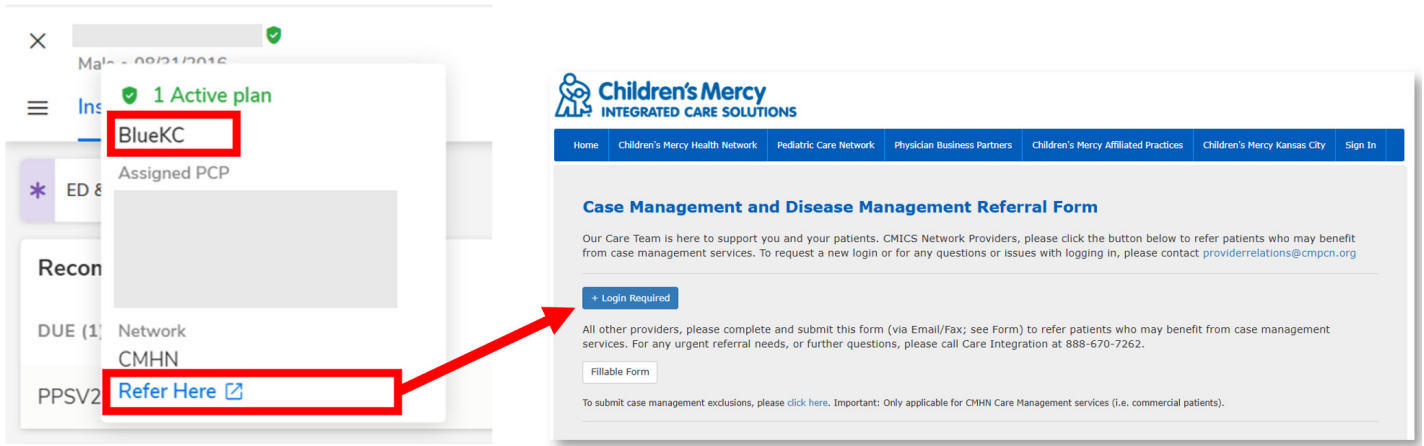 Male - 08/31/2016
1 Active plan
Ins
BlueKC
Assigned PCP
ED &
Recon
DUE (1)
Network
CMHN
PPSV2
Refer Here
Children's Mercy
INTEGRATED CARE SOLUTIONS
Home Children's Mercy Health Network Pediatric Care Network Physician Business Partners Children's Mercy Affiliated Practices Children's Mercy Kansas City Sign In
Case Management and Disease Management Referral Form
Our Care Team is here to support you and your patients. CMICS Network Providers, please click the button below to refer patients who may benefit
from case management services. To request a new login or for any questions or issues with logging in, please contact providerrelations@cmpcn.org
+ Login Required
All other providers, please complete and submit this form (via Email/Fax; see Form) to refer patients who may benefit from case management
services. For any urgent referral needs, or further questions, please call Care Integration at 888-670-7262.
Fillable Form
To submit case management exclusions, please click here. Important: Only applicable for CMHN Care Management services (i.e. commercial patients).